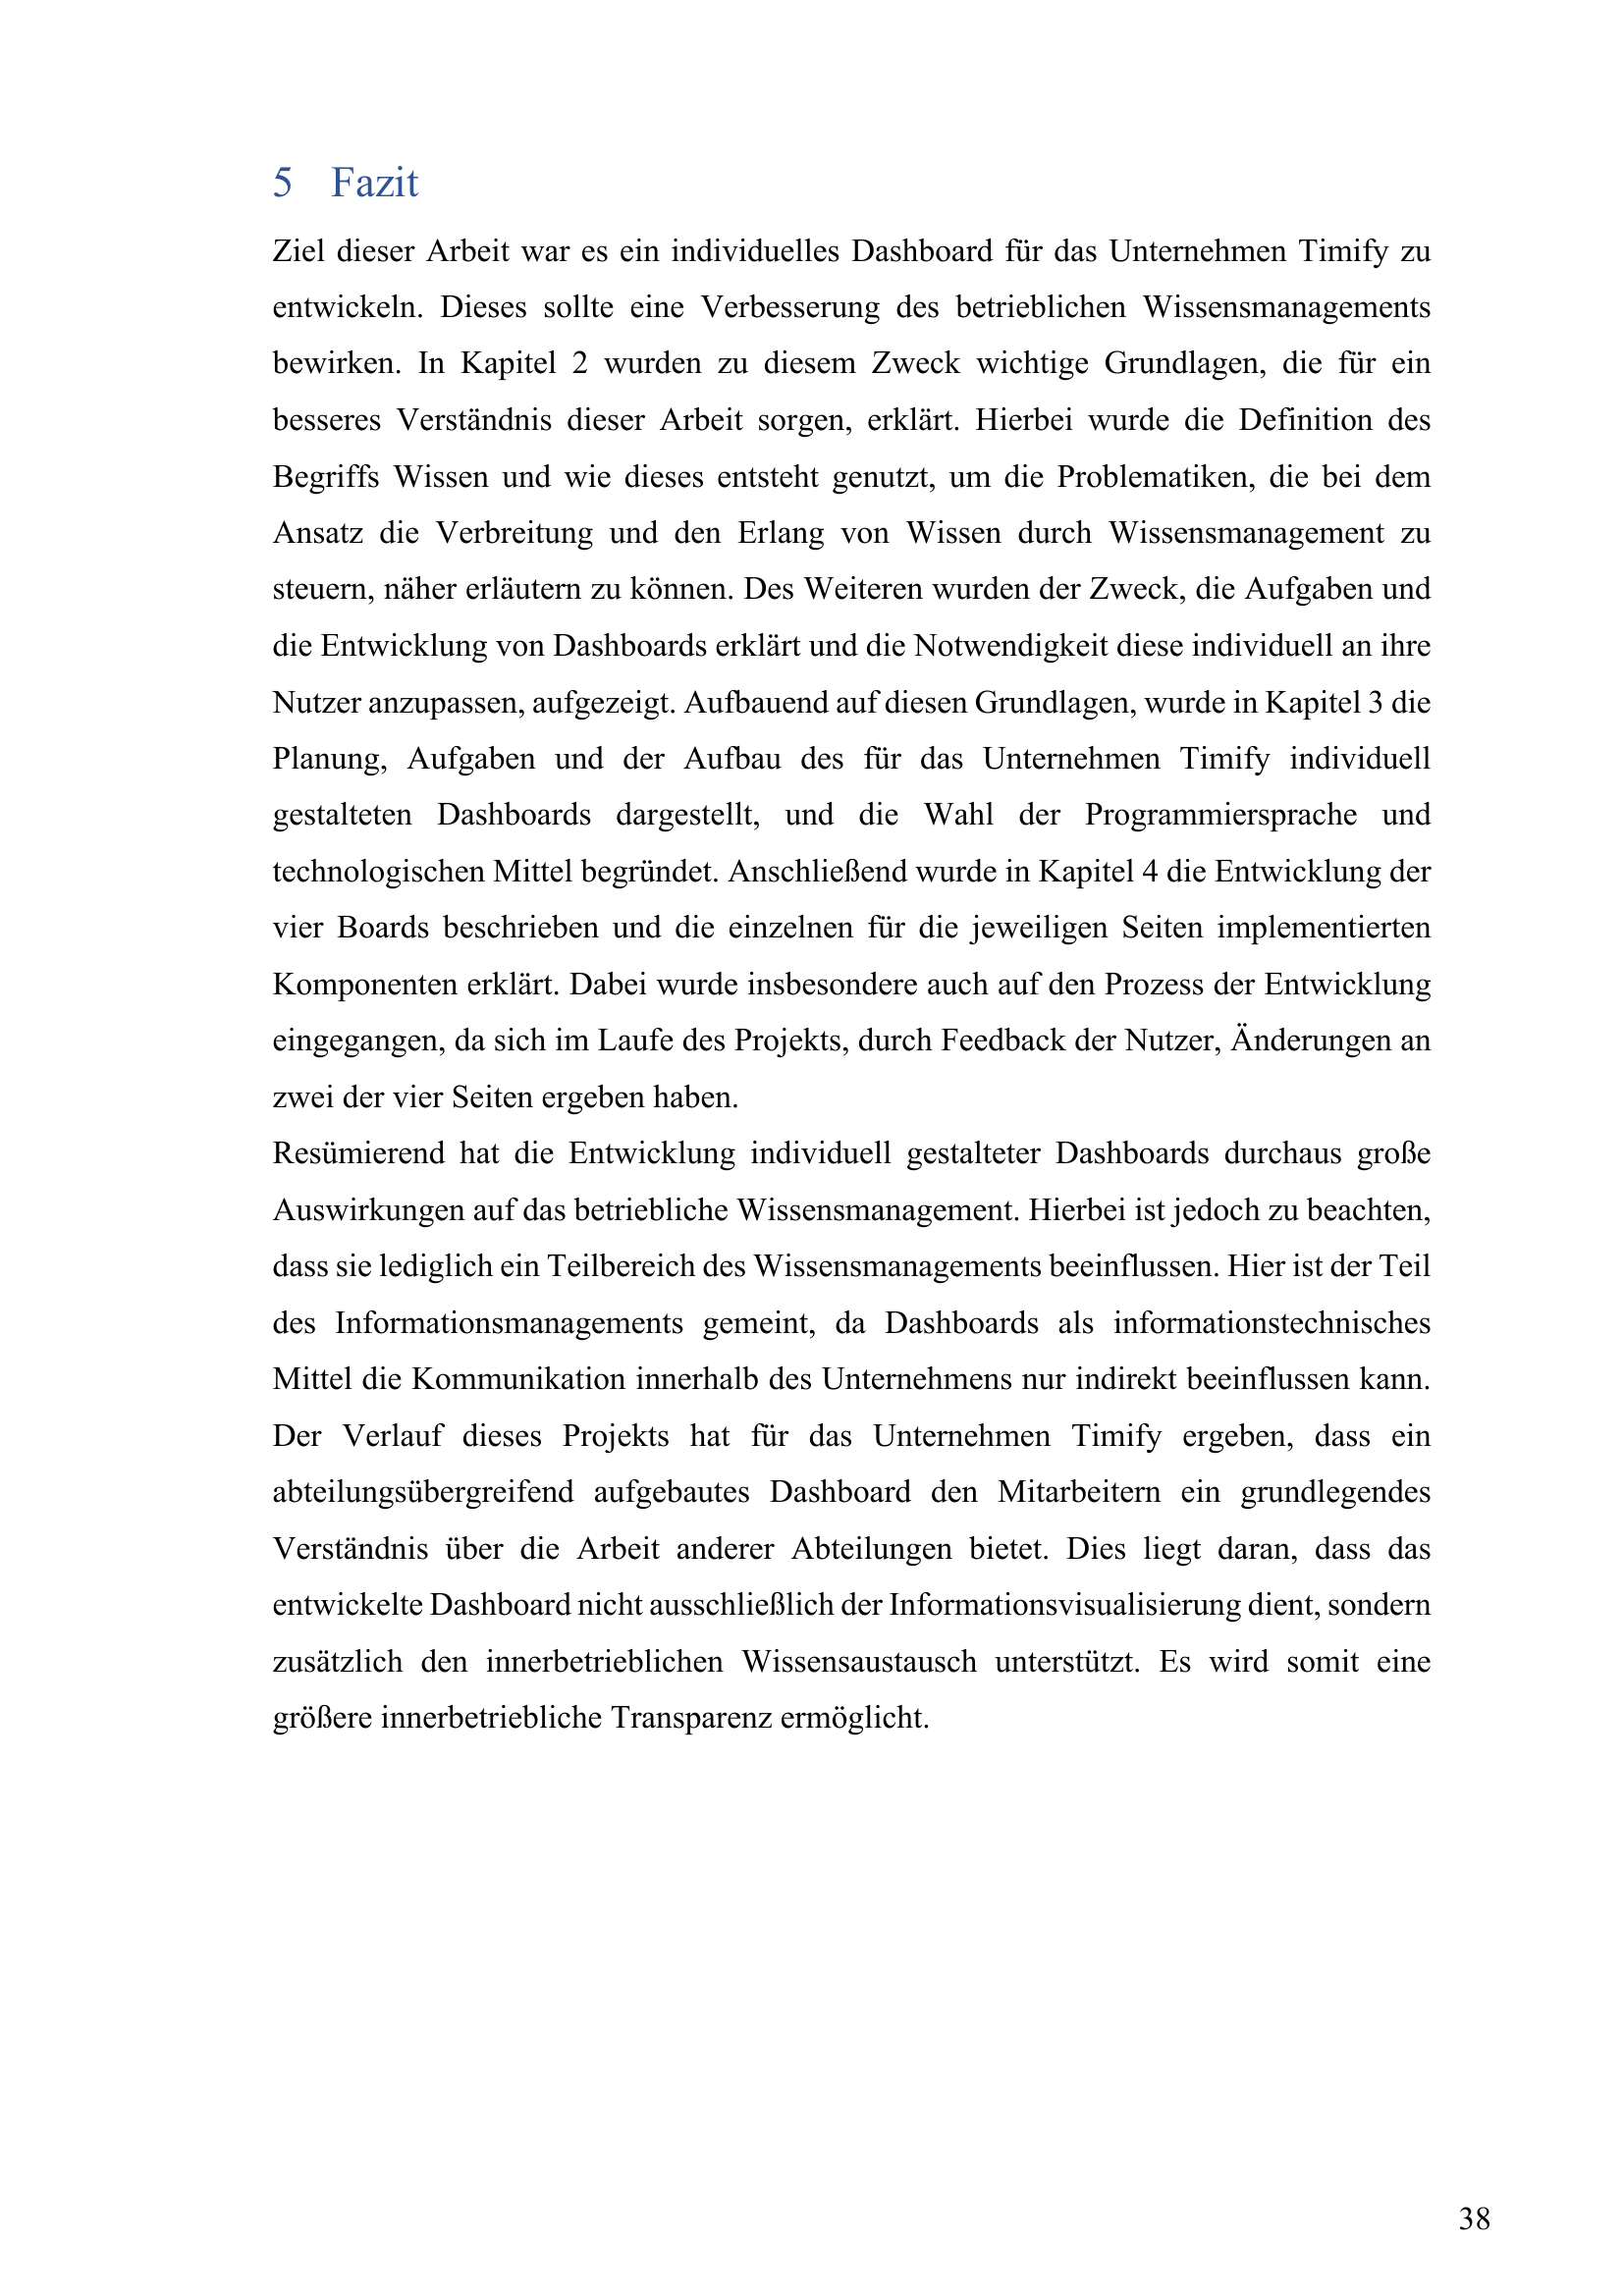 5 Fazit
Ziel dieser Arbeit war es ein individuelles Dashboard für das Unternehmen Timify zu
entwickeln. Dieses sollte eine Verbesserung des betrieblichen Wissensmanagements
bewirken. In Kapitel 2 wurden zu diesem Zweck wichtige Grundlagen, die für ein
besseres Verständnis dieser Arbeit sorgen, erklärt. Hierbei wurde die Definition des
Begriffs Wissen und wie dieses entsteht genutzt, um die Problematiken, die bei dem
Ansatz die Verbreitung und den Erlang von Wissen durch Wissensmanagement zu
steuern, näher erläutern zu können. Des Weiteren wurden der Zweck, die Aufgaben und
die Entwicklung von Dashboards erklärt und die Notwendigkeit diese individuell an ihre
Nutzer anzupassen, aufgezeigt. Aufbauend auf diesen Grundlagen, wurde in Kapitel 3 die
Planung, Aufgaben und der Aufbau des für das Unternehmen Timify individuell
gestalteten Dashboards dargestellt, und die Wahl der Programmiersprache und
technologischen Mittel begründet. Anschließend wurde in Kapitel 4 die Entwicklung der
vier Boards beschrieben und die einzelnen für die jeweiligen Seiten implementierten
Komponenten erklärt. Dabei wurde insbesondere auch auf den Prozess der Entwicklung
eingegangen, da sich im Laufe des Projekts, durch Feedback der Nutzer, Änderungen an
zwei der vier Seiten ergeben haben.
Resümierend hat die Entwicklung individuell gestalteter Dashboards durchaus große
Auswirkungen auf das betriebliche Wissensmanagement. Hierbei ist jedoch zu beachten,
dass sie lediglich ein Teilbereich des Wissensmanagements beeinflussen. Hier ist der Teil
des Informationsmanagements gemeint, da Dashboards als informationstechnisches
Mittel die Kommunikation innerhalb des Unternehmens nur indirekt beeinflussen kann.
Der Verlauf dieses Projekts hat für das Unternehmen Timify ergeben, dass ein
abteilungsübergreifend aufgebautes Dashboard den Mitarbeitern ein grundlegendes
Verständnis über die Arbeit anderer Abteilungen bietet. Dies liegt daran, dass das
entwickelte Dashboard nicht ausschließlich der Informationsvisualisierung dient, sondern
zusätzlich den innerbetrieblichen Wissensaustausch unterstützt. Es wird somit eine
größere innerbetriebliche Transparenz ermöglicht.
38